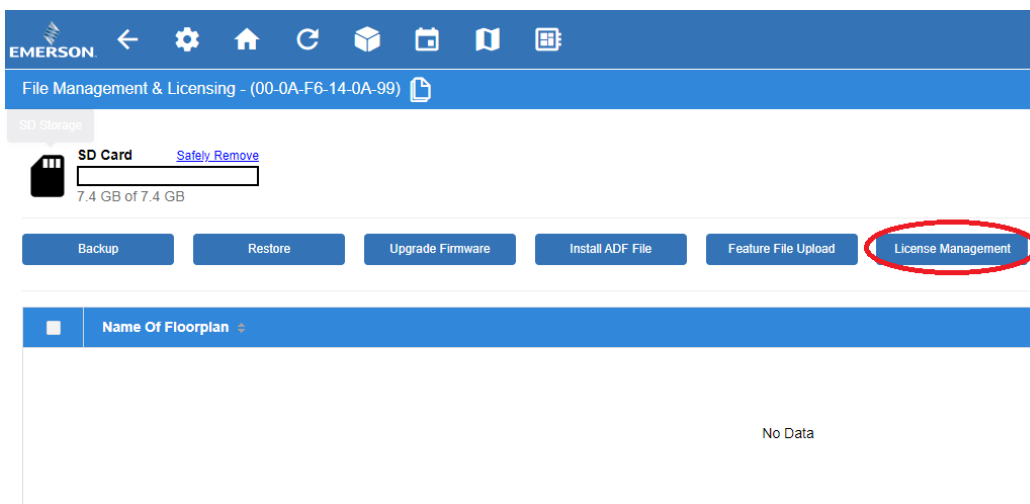 EMERSON.
File Management & Licensing - (00-0A-F6-14-0A-99)
SD Storage
SD Card Safely Remove
7.4 GB of 7.4 GB
Backup Restore Upgrade Firmware Install ADF File Feature File Upload License Management
Name Of Floorplan
No Data